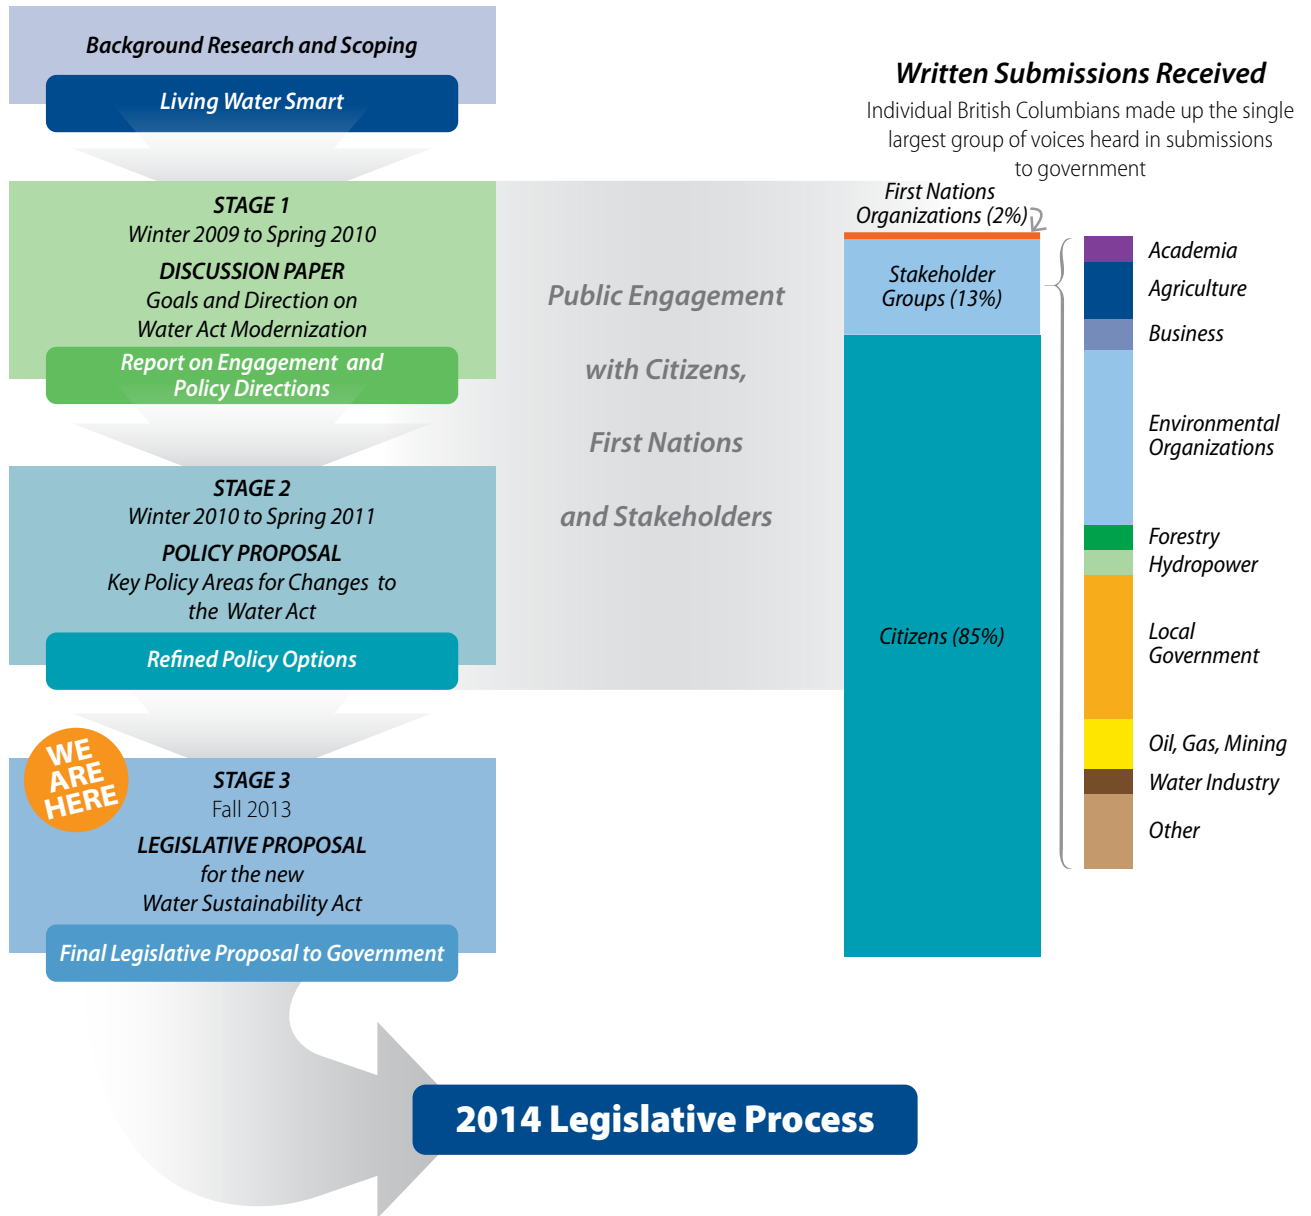 Background Research and Scoping
Living Water Smart
STAGE 1
Winter 2009 to Spring 2010
DISCUSSION PAPER
Goals and Direction on
Water Act Modernization
Report on Engagement and
Policy Directions
STAGE 2
Winter 2010 to Spring 2011
POLICY PROPOSAL
Key Policy Areas for Changes to
the Water Act
Refined Policy Options
WE
ARE
HERE
STAGE 3
Fall 2013
LEGISLATIVE PROPOSAL
for the new
Water Sustainability Act
Final Legislative Proposal to Government
2014 Legislative Process
Public Engagement
with Citizens,
First Nations
and Stakeholders
Written Submissions Received
Individual British Columbians made up the single
largest group of voices heard in submissions
to government
First Nations
Organizations (2%)
Stakeholder
Groups (13%)
Citizens (85%)
Academia
Agriculture
Business
Environmental
Organizations
Forestry
Hydropower
Local
Government
Oil, Gas, Mining
Water Industry
Other